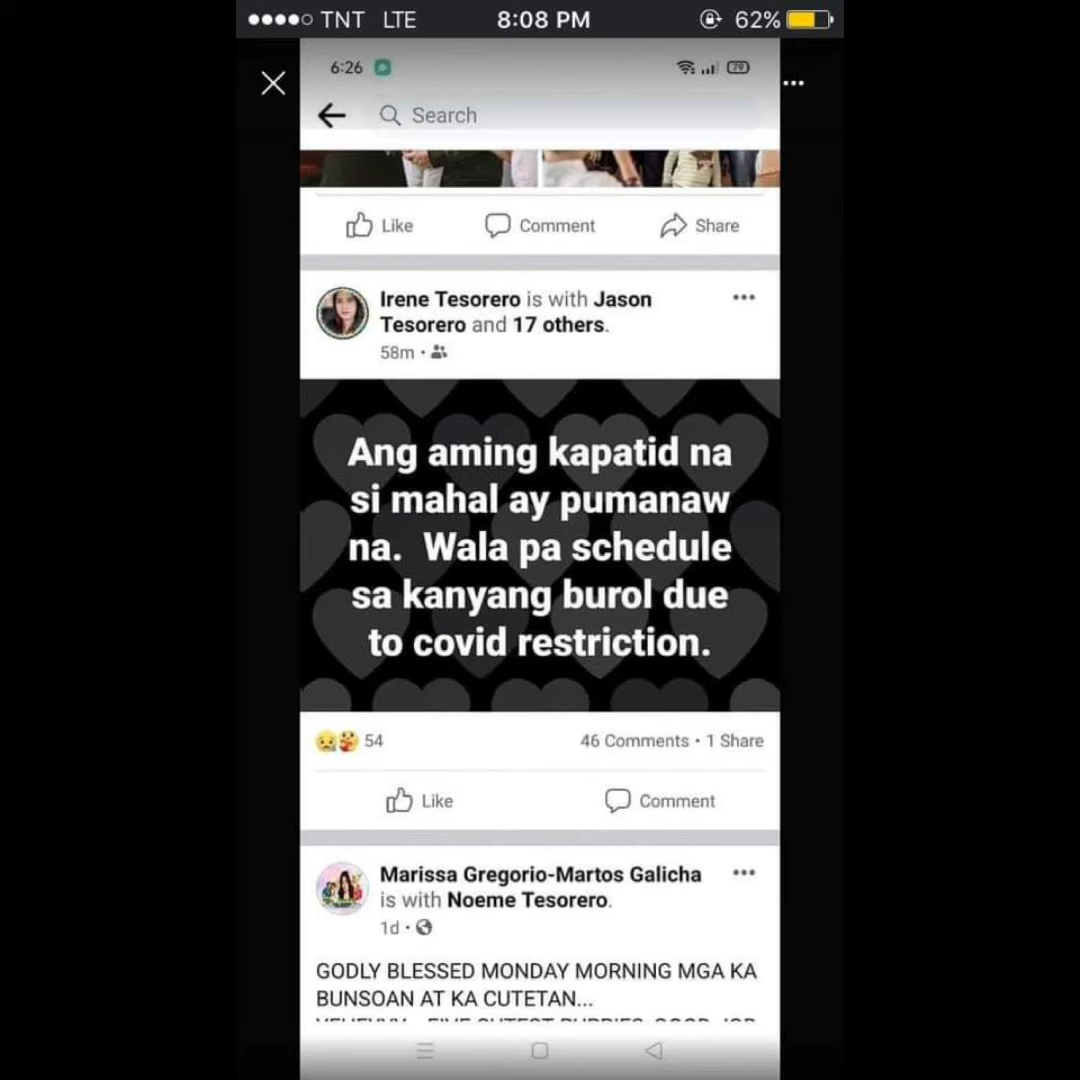 TNT LTE 8:08 PM 62%
6:26 79
Search
Like Comment Share
Irene Tesorero is with Jason
Tesorero and 17 others.
58m
Ang aming kapatid na
si mahal ay pumanaw
na. Wala pa schedule
sa kanyang burol due
to covid restriction.
54 46 Comments • 1 Share
Like Comment
Marissa Gregorio-Martos Galicha
is with Noeme Tesorero.
1d
GODLY BLESSED MONDAY MORNING MGA KA
BUNSOAN AT KA CUTETAN...